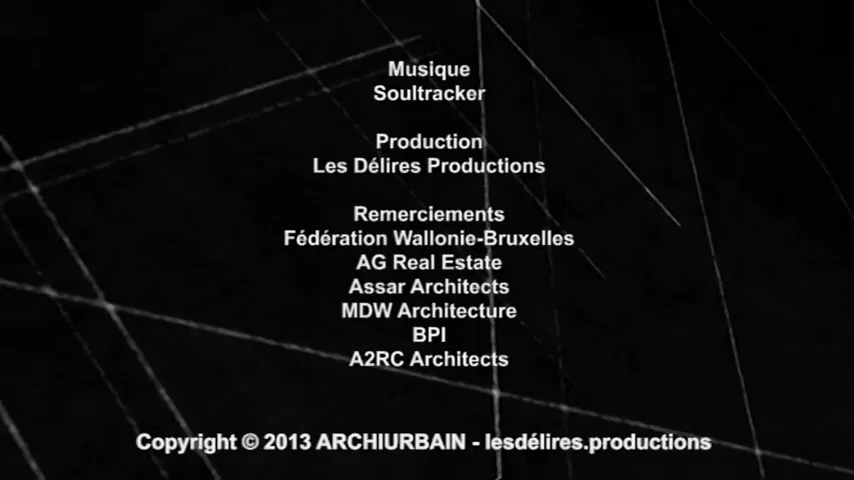 Musique
Soultracker
Production
Les Délires Productions
Remerciements
Fédération Wallonie-Bruxelles
AG Real Estate
Assar Architects
MDW Architecture
BPI
A2RC Architects
Copyright © 2013 ARCHIURBAIN - lesdélires.productions